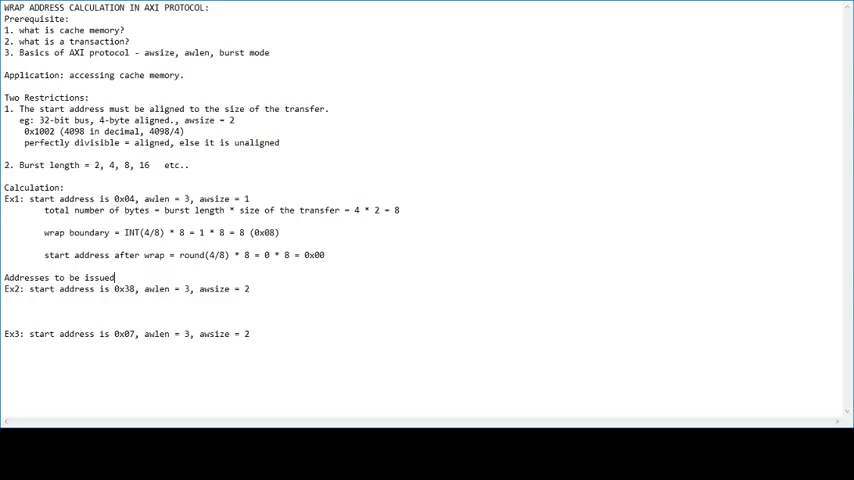 WRAP ADDRESS CALCULATION IN AXI PROTOCOL:
Prerequisite:
1. what is cache memory?
2. what is a transaction?
3. Basics of AXI protocol - awsize, awlen, burst mode
Application: accessing cache memory.
Two Restrictions:
1. The start address must be aligned to the size of the transfer.
eg: 32-bit bus, 4-byte aligned., awsize = 2
0x1002 (4098 in decimal, 4098/4)
perfectly divisible = aligned, else it is unaligned
2. Burst length = 2, 4, 8, 16 etc..
Calculation:
Ex1: start address is 0x04, awlen = 3, awsize = 1
total number of bytes = burst length * size of the transfer = 4 * 2 = 8
wrap boundary = INT(4/8) * 8 = 1 * 8 = 8 (0x08)
start address after wrap = round(4/8) * 8 = 0 * 8 = 0x00
Addresses to be issued
Ex2: start address is 0x38, awlen = 3, awsize = 2
Ex3: start address is 0x07, awlen = 3, awsize = 2